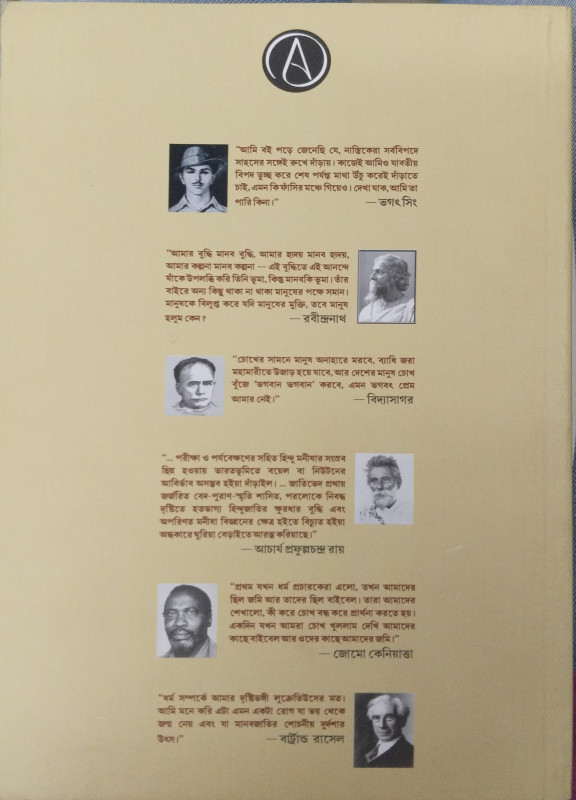 “আমি বই পড়ে জেনেছি যে, নাস্তিকেরা সর্ববিপদে
সাহসের সঙ্গেই রুখে দাঁড়ায়। কাজেই আমিও যাবতীয়
বিপদ তুচ্ছ করে শেষ পর্যন্ত মাথা উঁচু করেই দাঁড়াতে
চাই, এমন কি ফাঁসির মঞ্চে গিয়েও। দেখা যাক, আমি তা
পারি কিনা।” — ভগৎ সিং
“আমার বুদ্ধি মানব বুদ্ধি, আমার হৃদয় মানব হৃদয়,
আমার কল্পনা মানব কল্পনা — এই বুদ্ধিতে এই আনন্দে
যাঁকে উপলব্ধি করি তিনি ভূমা, কিন্তু মানবকি ভূমা। তাঁর
বাইরে অন্য কিছু থাকা না থাকা মানুষের পক্ষে সমান।
মানুষকে বিলুপ্ত করে যদি মানুষের মুক্তি, তবে মানুষ
হলুম কেন? — রবীন্দ্রনাথ
“চোখের সামনে মানুষ অনাহারে মরবে, ব্যাধি জরা
মহামারীতে উজাড় হয়ে যাবে, আর দেশের মানুষ চোখ
বুঁজে ‘ভগবান ভগবান’ করবে, এমন ভগবৎ প্রেম
আমার নেই।” — বিদ্যাসাগর
“... পরীক্ষা ও পর্যবেক্ষণের সহিত হিন্দু মনীষার সংস্রব
ছিন্ন হওয়ায় ভারতভূমিতে বয়েল বা নিউটনের
আবির্ভাব অসম্ভব হইয়া দাঁড়াইল। ... জাতিভেদ প্রথায়
জর্জরিত বেদ-পুরাণ-স্মৃতি শাসিত, পরলোকে নিবদ্ধ
দৃষ্টিতে হতভাগ্য হিন্দুজাতির ক্ষুরধার বুদ্ধি এবং
অপরিণত মনীষা বিজ্ঞানের ক্ষেত্র হইতে বিচ্যুত হইয়া
অন্ধকারে ঘুরিয়া বেড়াইতে আরম্ভ করিয়াছে।”
— আচার্য প্রফুল্লচন্দ্র রায়
“প্রথম যখন ধর্ম প্রচারকেরা এলো, তখন আমাদের
ছিল জমি আর তাদের ছিল বাইবেল। তারা আমাদের
শেখালো, কী করে চোখ বন্ধ করে প্রার্থনা করতে হয়।
একদিন যখন আমরা চোখ খুললাম দেখি আমাদের
কাছে বাইবেল আর ওদের কাছে আমাদের জমি।”
— জোমো কেনিয়াত্তা
“ধর্ম সম্পর্কে আমার দৃষ্টিভঙ্গী লুক্রেতিউসের মত।
আমি মনে করি এটা এমন একটা রোগ যা ভয় থেকে
জন্ম নেয় এবং যা মানবজাতির শোচনীয় দুর্দশার
উৎস।” — বার্ট্রান্ড রাসেল